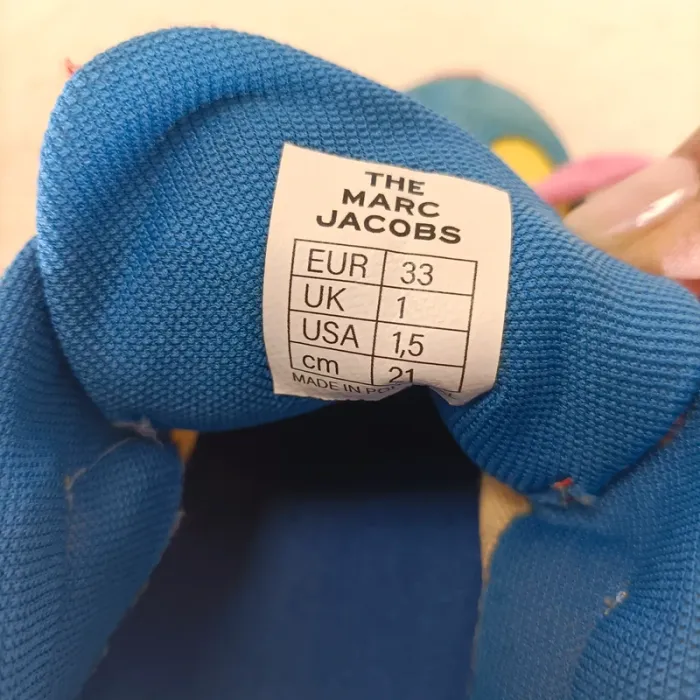 THE
MARC
JACOBS
EUR 33
UK 1
USA 1,5
cm 21
MADE IN